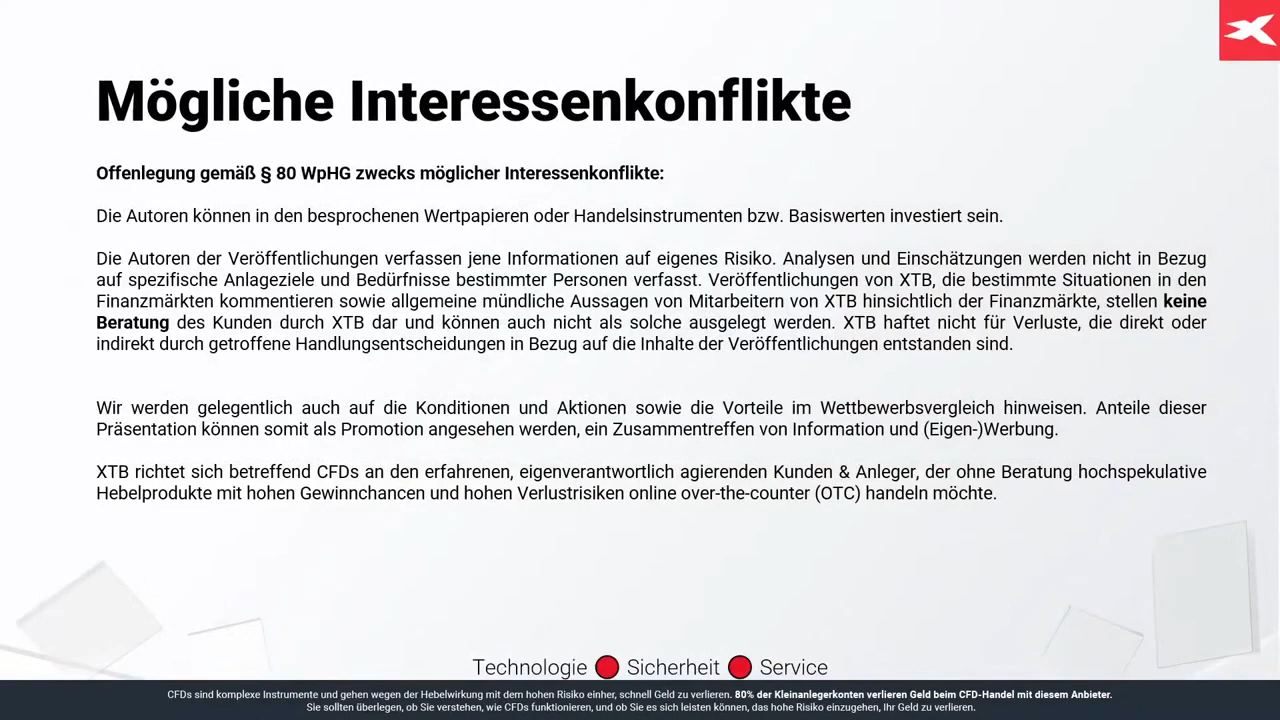 Mögliche Interessenkonflikte
Offenlegung gemäß § 80 WpHG zwecks möglicher Interessenkonflikte:
Die Autoren können in den besprochenen Wertpapieren oder Handelsinstrumenten bzw. Basiswerten investiert sein.
Die Autoren der Veröffentlichungen verfassen jene Informationen auf eigenes Risiko. Analysen und Einschätzungen werden nicht in Bezug
auf spezifische Anlageziele und Bedürfnisse bestimmter Personen verfasst. Veröffentlichungen von XTB, die bestimmte Situationen in den
Finanzmärkten kommentieren sowie allgemeine mündliche Aussagen von Mitarbeitern von XTB hinsichtlich der Finanzmärkte, stellen keine
Beratung des Kunden durch XTB dar und können auch nicht als solche ausgelegt werden. XTB haftet nicht für Verluste, die direkt oder
indirekt durch getroffene Handlungsentscheidungen in Bezug auf die Inhalte der Veröffentlichungen entstanden sind.
Wir werden gelegentlich auch auf die Konditionen und Aktionen sowie die Vorteile im Wettbewerbsvergleich hinweisen. Anteile dieser
Präsentation können somit als Promotion angesehen werden, ein Zusammentreffen von Information und (Eigen-)Werbung.
XTB richtet sich betreffend CFDs an den erfahrenen, eigenverantwortlich agierenden Kunden & Anleger, der ohne Beratung hochspekulative
Hebelprodukte mit hohen Gewinnchancen und hohen Verlustrisiken online over-the-counter (OTC) handeln möchte.
Technologie Sicherheit Service
CFDs sind komplexe Instrumente und gehen wegen der Hebelwirkung mit dem hohen Risiko einher, schnell Geld zu verlieren. 80% der Kleinanlegerkonten verlieren Geld beim CFD-Handel mit diesem Anbieter.
Sie sollten überlegen, ob Sie verstehen, wie CFDs funktionieren, und ob Sie es sich leisten können, das hohe Risiko einzugehen, Ihr Geld zu verlieren.